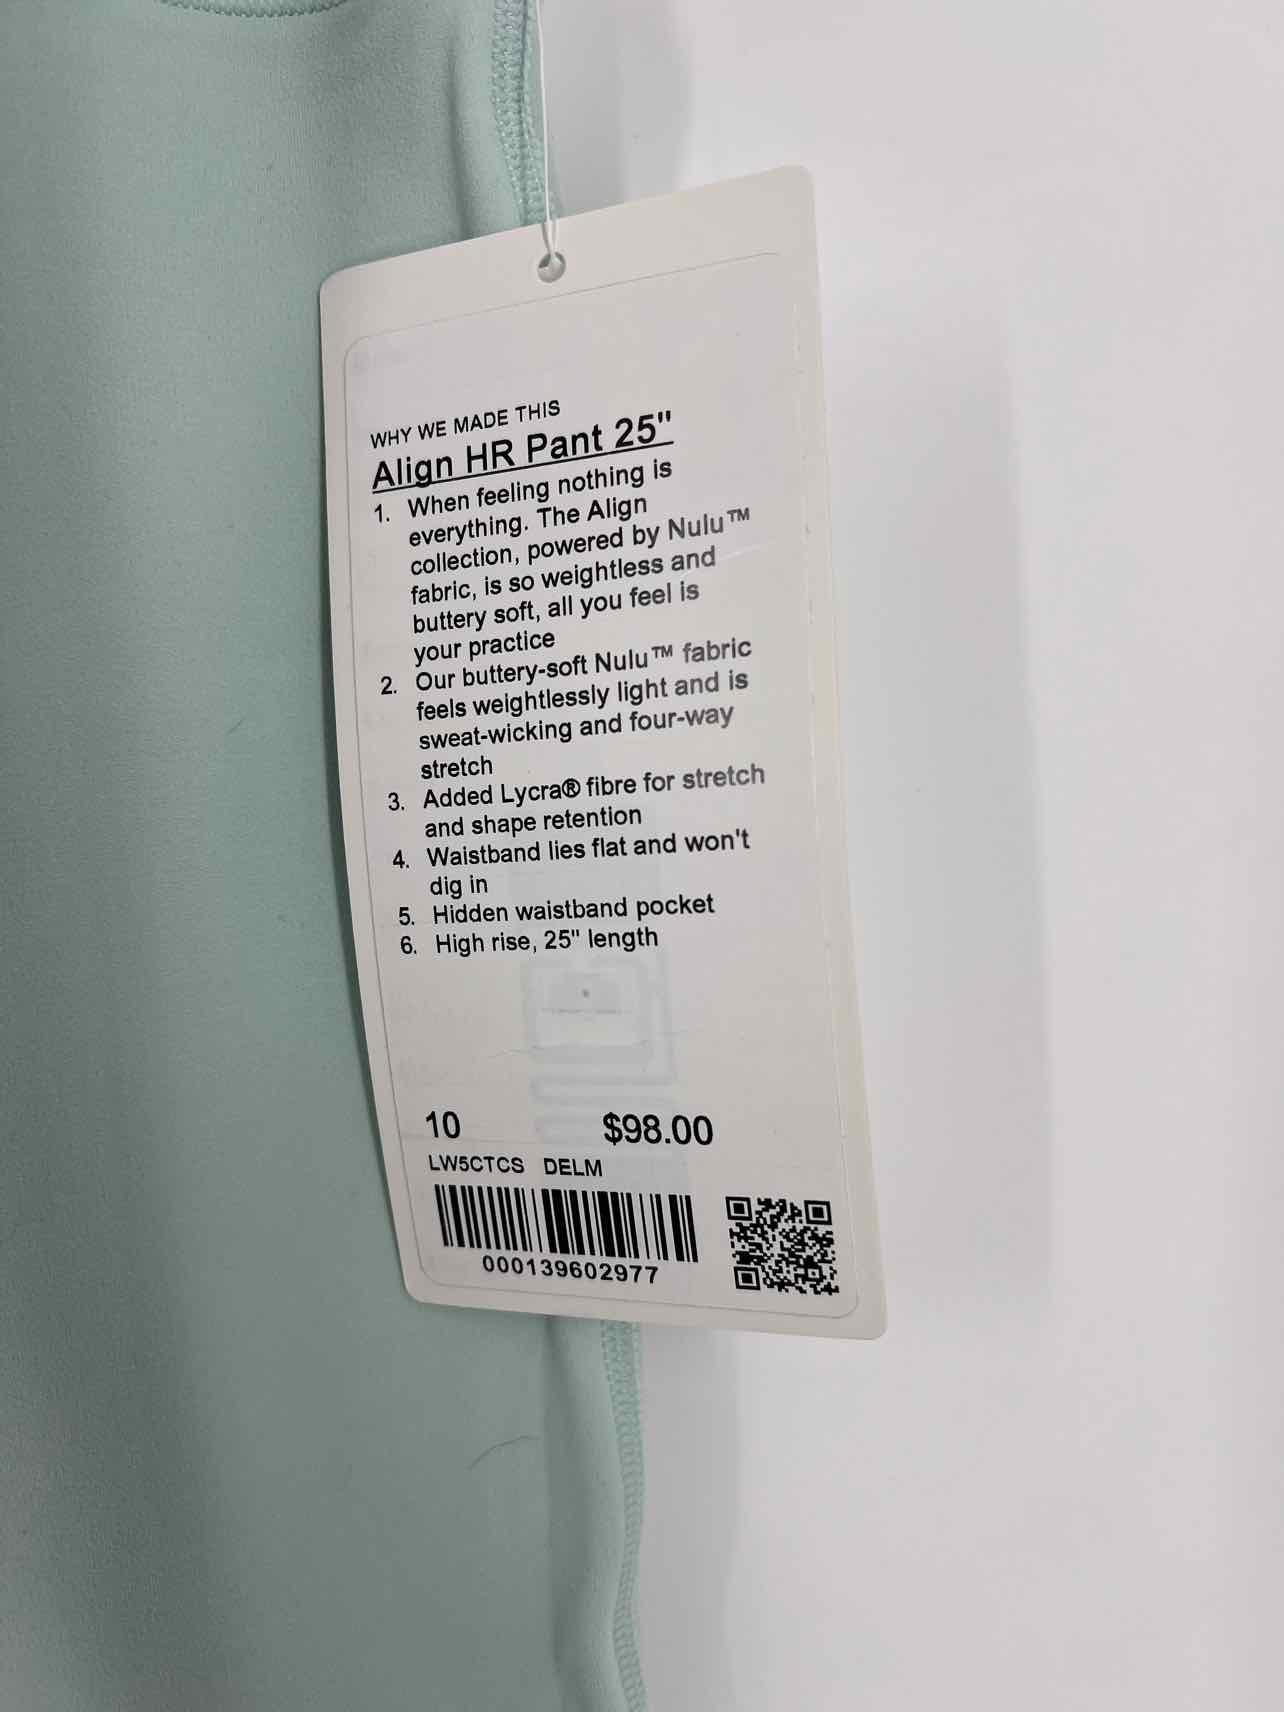 WHY WE MADE THIS
Align HR Pant 25"
1. When feeling nothing is
everything. The Align
collection, powered by Nulu™
fabric, is so weightless and
buttery soft, all you feel is
your practice
2. Our buttery-soft Nulu™ fabric
feels weightlessly light and is
sweat-wicking and four-way
stretch
3. Added Lycra® fibre for stretch
and shape retention
4. Waistband lies flat and won't
dig in
5. Hidden waistband pocket
6. High rise, 25" length
10 $98.00
LW5CTCS DELM
000139602977